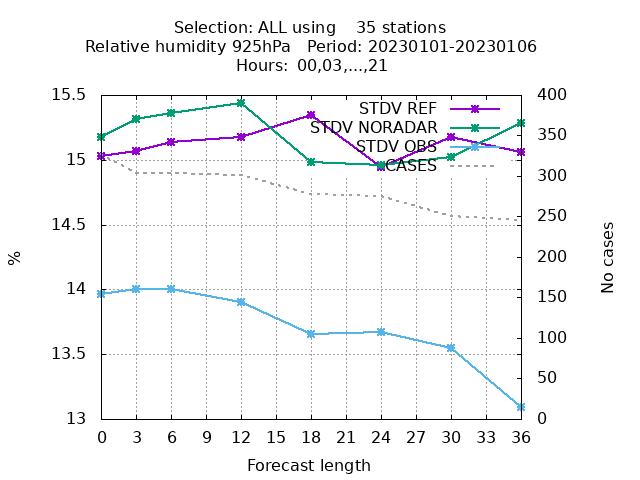 Selection: ALL using    35 stations
Relative humidity 925hPa   Period: 20230101-20230106
Hours: 00,03,...,21
15.5
15
14.5
14
13.5
13
%
STDV REF
STDV NORADAR
STDV OBS
CASES
400
350
300
250
200
150
100
50
0
No cases
0 3 6 9 12 15 18 21 24 27 30 33 36
Forecast length